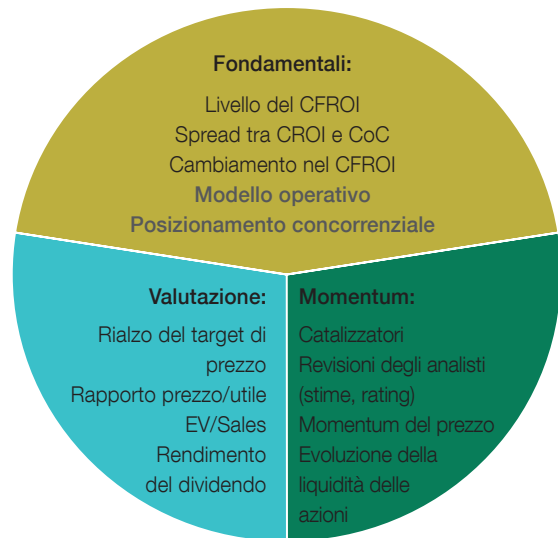 Fondamentali:
Livello del CFROI
Spread tra CROI e CoC
Cambiamento nel CFROI
Modello operativo
Posizionamento concorrenziale
Valutazione:
Rialzo del target di
prezzo
Rapporto prezzo/utile
EV/Sales
Rendimento
del dividendo
Momentum:
Catalizzatori
Revisioni degli analisti
(stime, rating)
Momentum del prezzo
Evoluzione della
liquidità delle
azioni